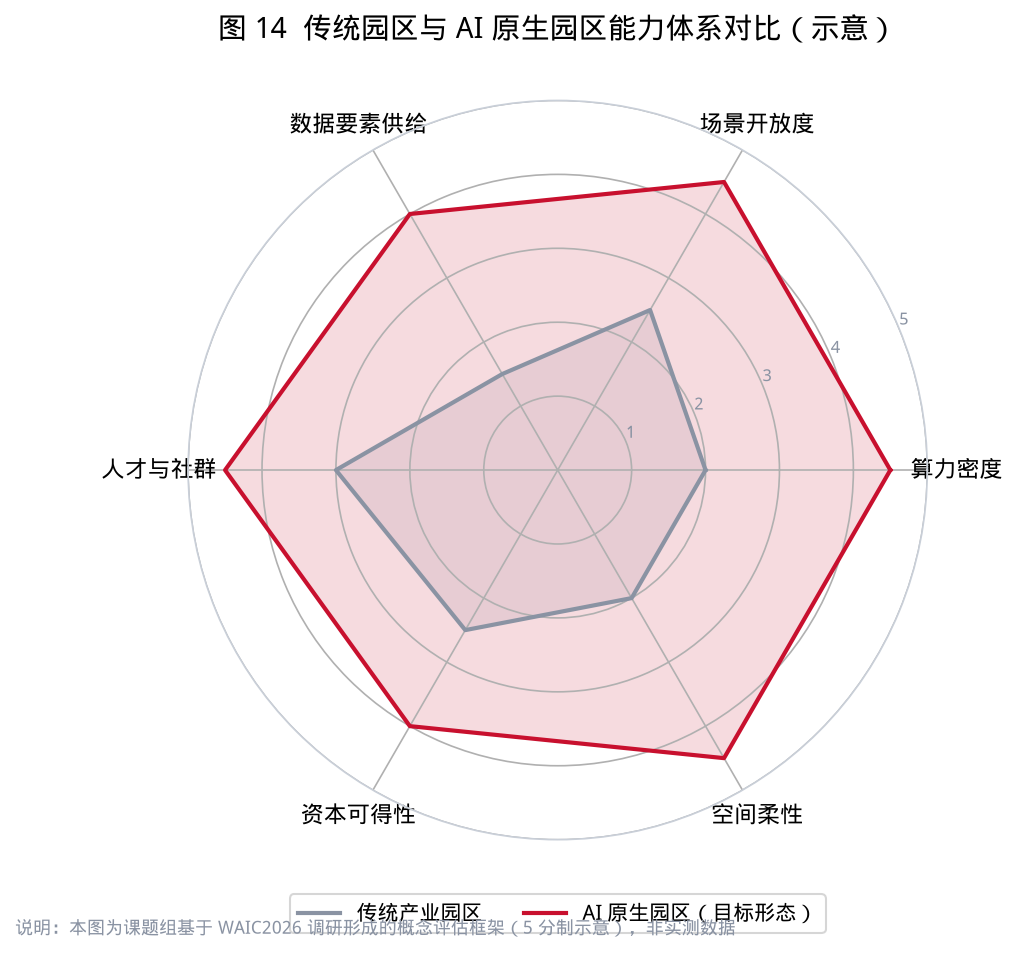 图 14  传统园区与 AI 原生园区能力体系对比（示意）
数据要素供给
场景开放度
5
4
3
2
1
人才与社群
算力密度
资本可得性
空间柔性
传统产业园区
AI 原生园区（目标形态）
说明：本图为课题组基于 WAIC2026 调研形成的概念评估框架（5 分制示意），非实测数据